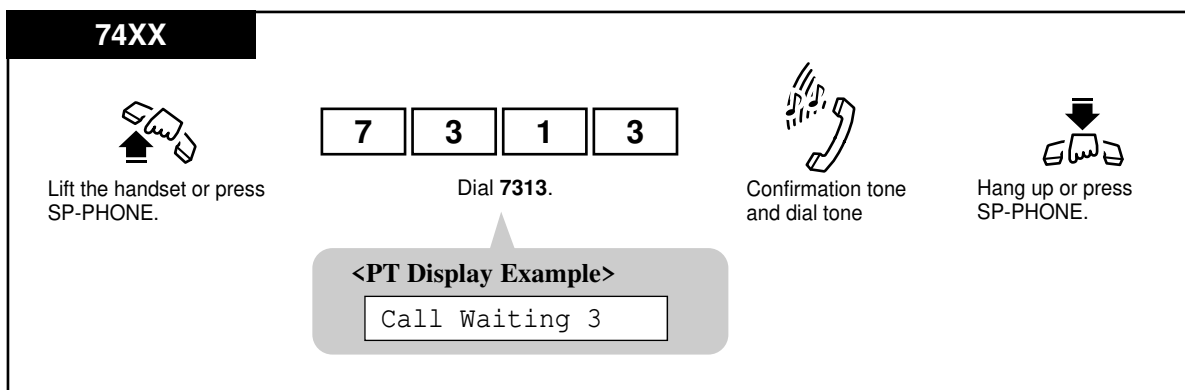 74XX
Lift the handset or press
SP-PHONE.
7 3 1 3
Dial 7313.
<PT Display Example>
Call Waiting 3
Confirmation tone
and dial tone
Hang up or press
SP-PHONE.